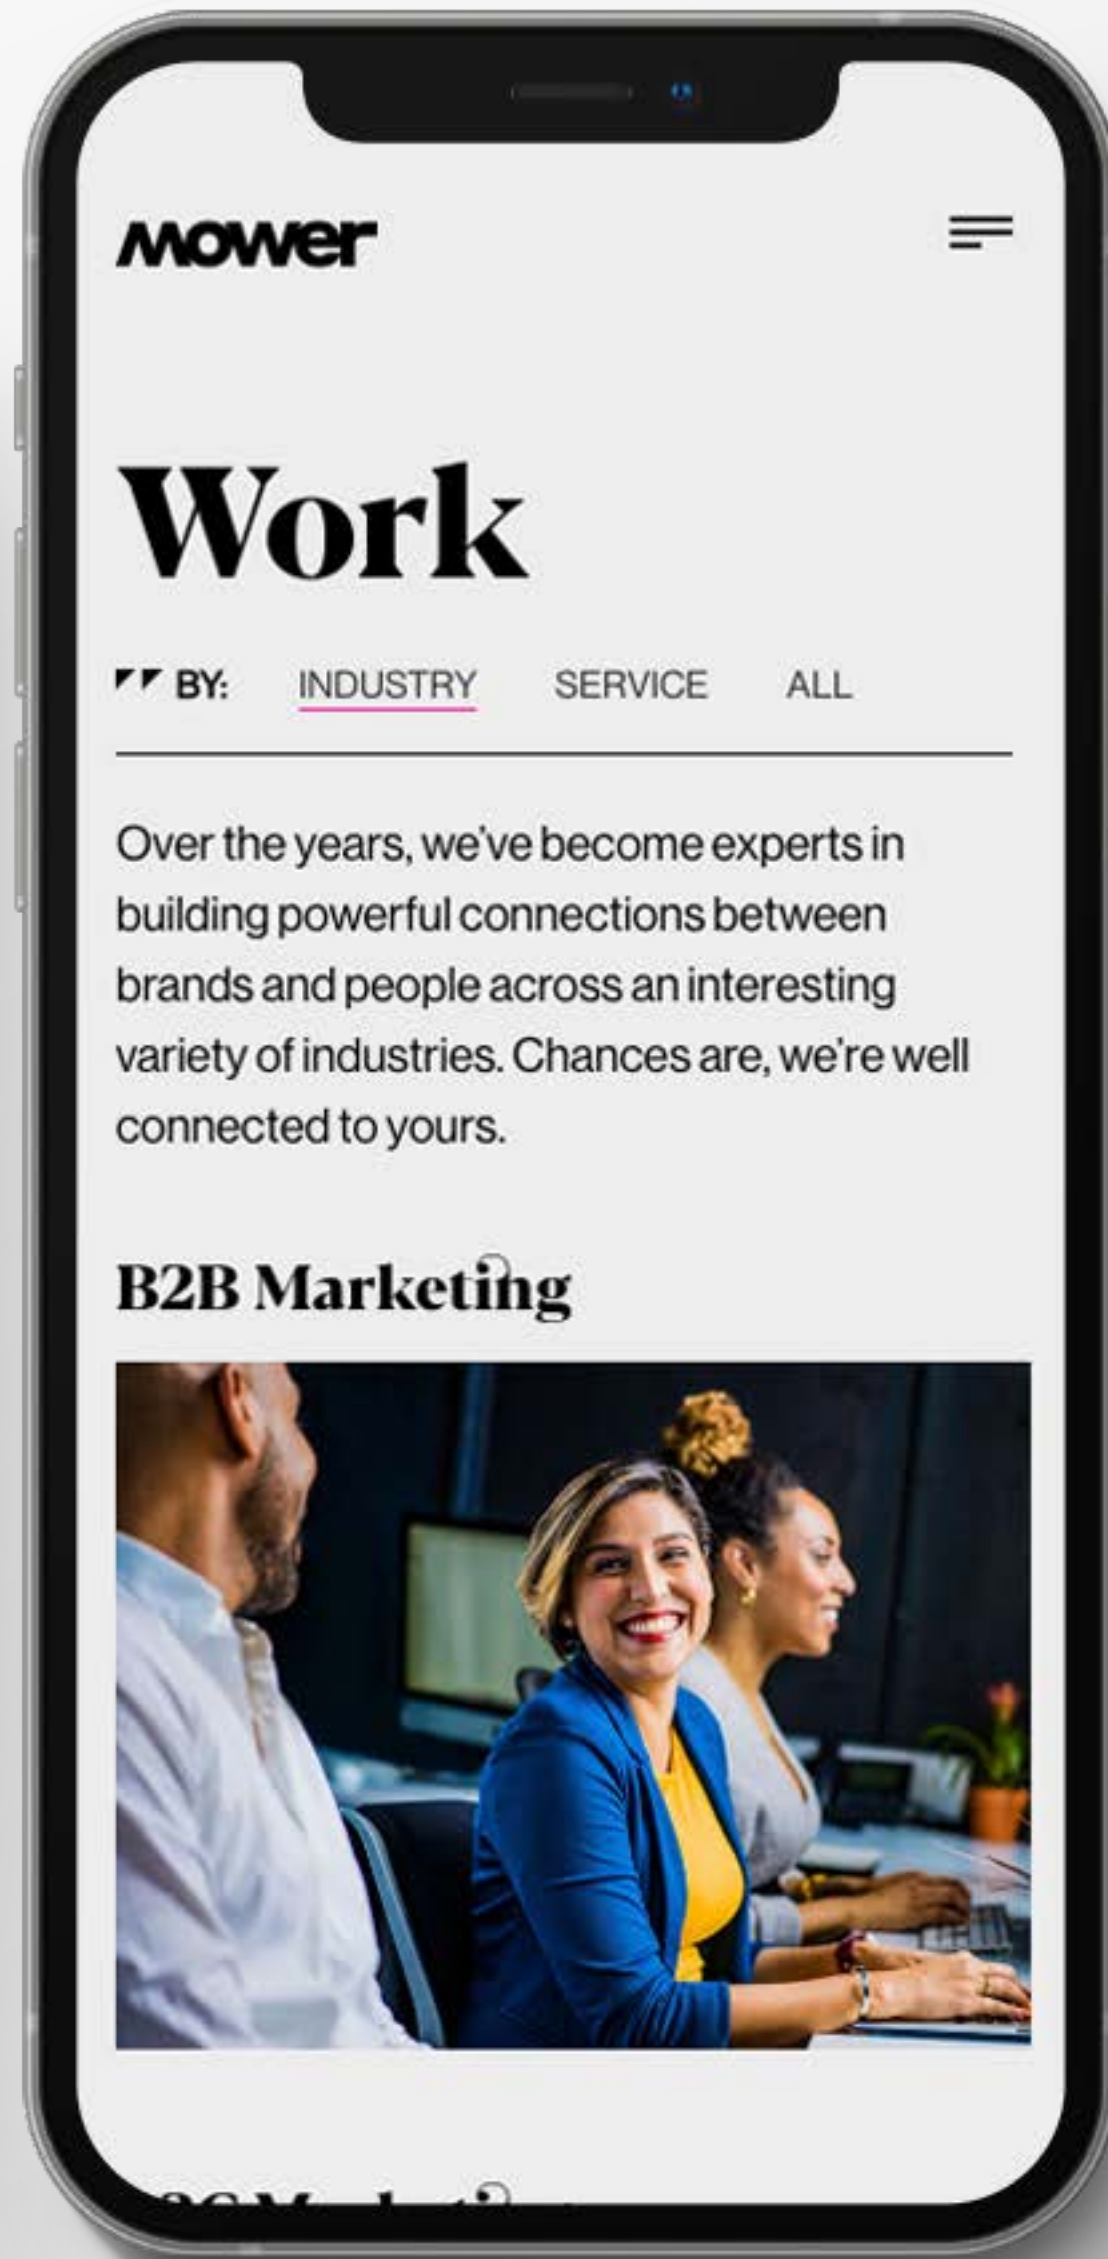 mower
Work
BY: INDUSTRY SERVICE ALL
Over the years, we’ve become experts in
building powerful connections between
brands and people across an interesting
variety of industries. Chances are, we’re well
connected to yours.
B2B Marketing